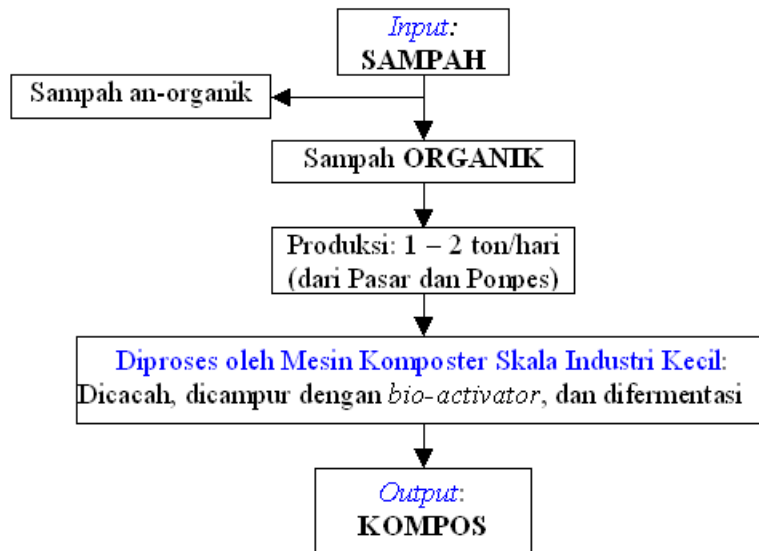 Input:
SAMPAH
Sampah an-organik
Sampah ORGANIK
Produksi: 1 – 2 ton/hari
(dari Pasar dan Ponpes)
Diproses oleh Mesin Komposter Skala Industri Kecil:
Dicacah, dicampur dengan bio-activator, dan difermentasi
Output:
KOMPOS